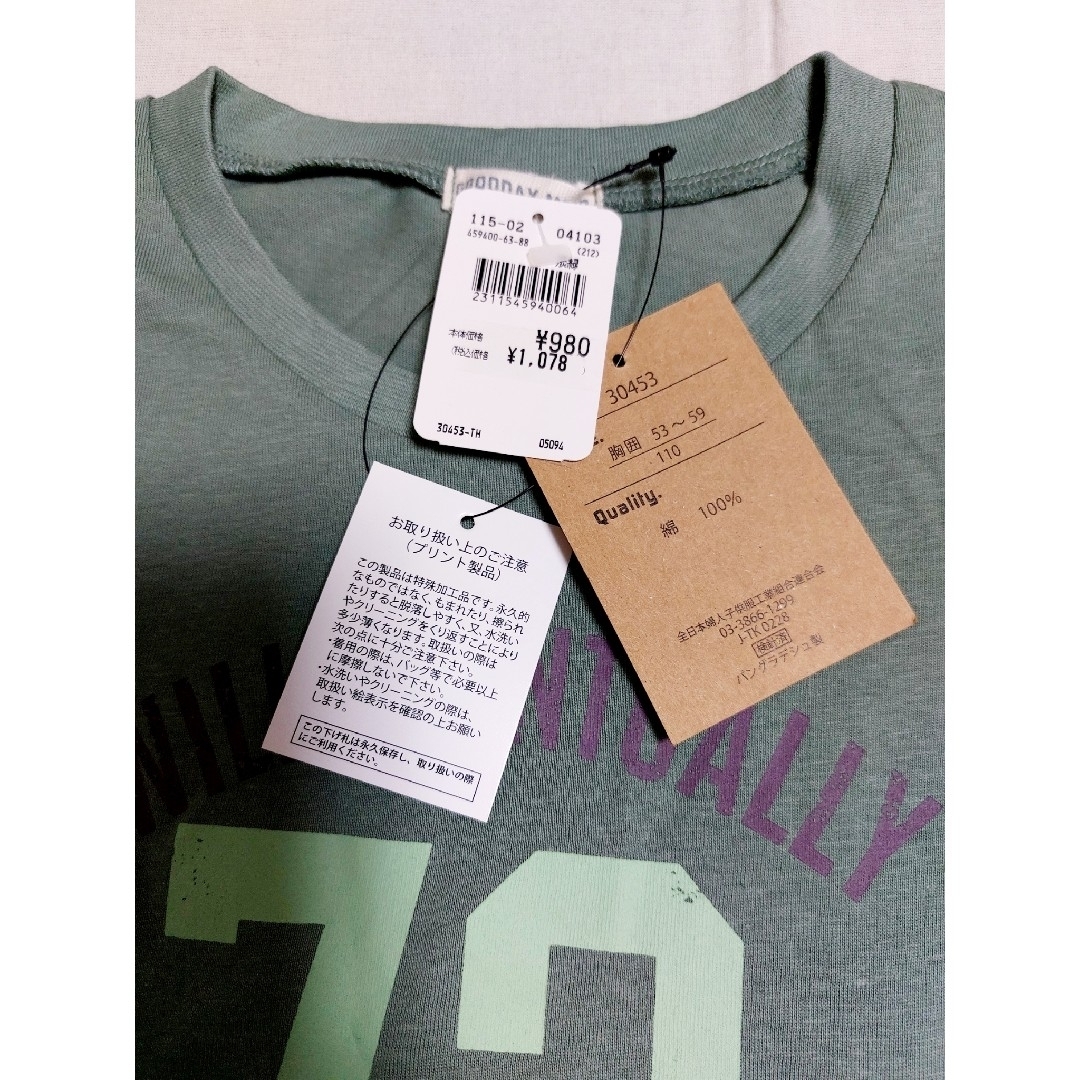 115-02 04103
459400-63-88 (212)
2311545940064
本体価格 ¥980
(税込価格 ¥1,078 )
30453-TH 05094
30453
胸囲 53～59
110
Quality.
綿 100%
全日本婦人子供服工業組合連合会
03-3866-1299
J-TK 0228
検針済
バングラデシュ製
お取り扱い上のご注意
（プリント製品）
この製品は特殊加工品です。永久的
なものではなく、もまれたり、擦られ
たりすると脱落しやすく、又、水洗い
やクリーニングをくり返すことにより
多少薄くなります。取扱いの際は
次の点に十分ご注意下さい。
・着用の際は、バッグ等で必要以上
に摩擦しないで下さい。
・水洗いやクリーニングの際は、
取扱い絵表示を確認の上お願い
します。
この下げ札は永久保存し、取り扱いの際
にご利用ください。